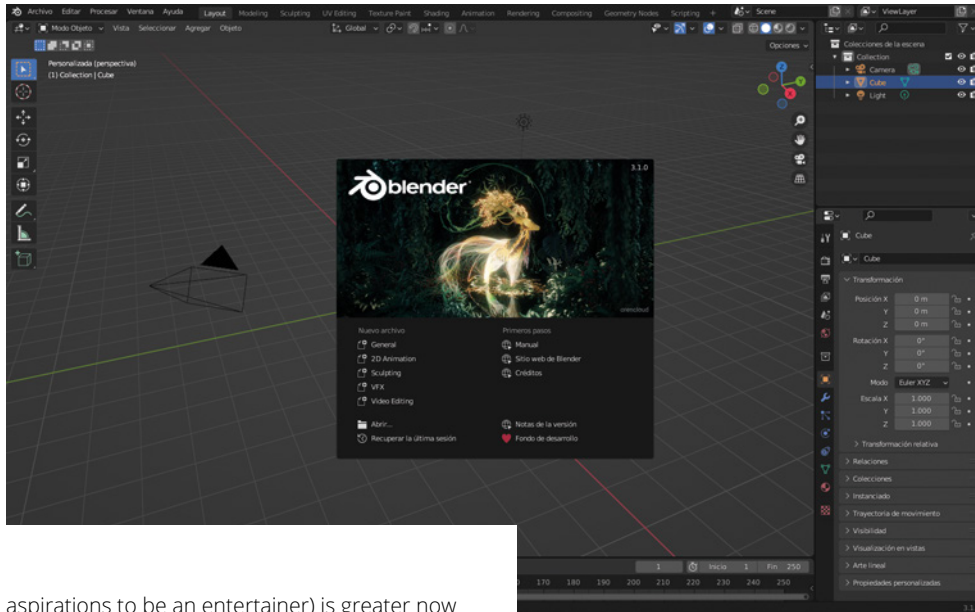 Archivo Editar Procesar Ventana Ayuda Layout Modeling Sculpting UV Editing Texture Paint Shading Animation Rendering Compositing Geometry Nodes Scripting + Scene ViewLayer
Modo Objeto Vista Seleccionar Agregar Objeto Global
Opciones
Personalizada (perspectiva)
(1) Collection | Cube
Colecciones de la escena
Collection
Camera
Cube
Light
3.1.0
blender
Nuevo archivo
General
2D Animation
Sculpting
VFX
Video Editing
Abrir...
Recuperar la última sesión
Primeros pasos
Manual
Sitio web de Blender
Créditos
Notas de la versión
Fondo de desarrollo
Cube
Cube
Transformación
Posición X 0 m
Y 0 m
Z 0 m
Rotación X 0°
Y 0°
Z 0°
Modo Euler XYZ
Escala X 1.000
Y 1.000
Z 1.000
Transformación relativa
Relaciones
Colecciones
Instanciado
Trayectoria de movimiento
Visibilidad
Visualización en vistas
Arte lineal
Propiedades personalizadas
1 Inicio 1 Fin 250
170 180 190 200 210 220 230 240 250
aspirations to be an entertainer) is greater now